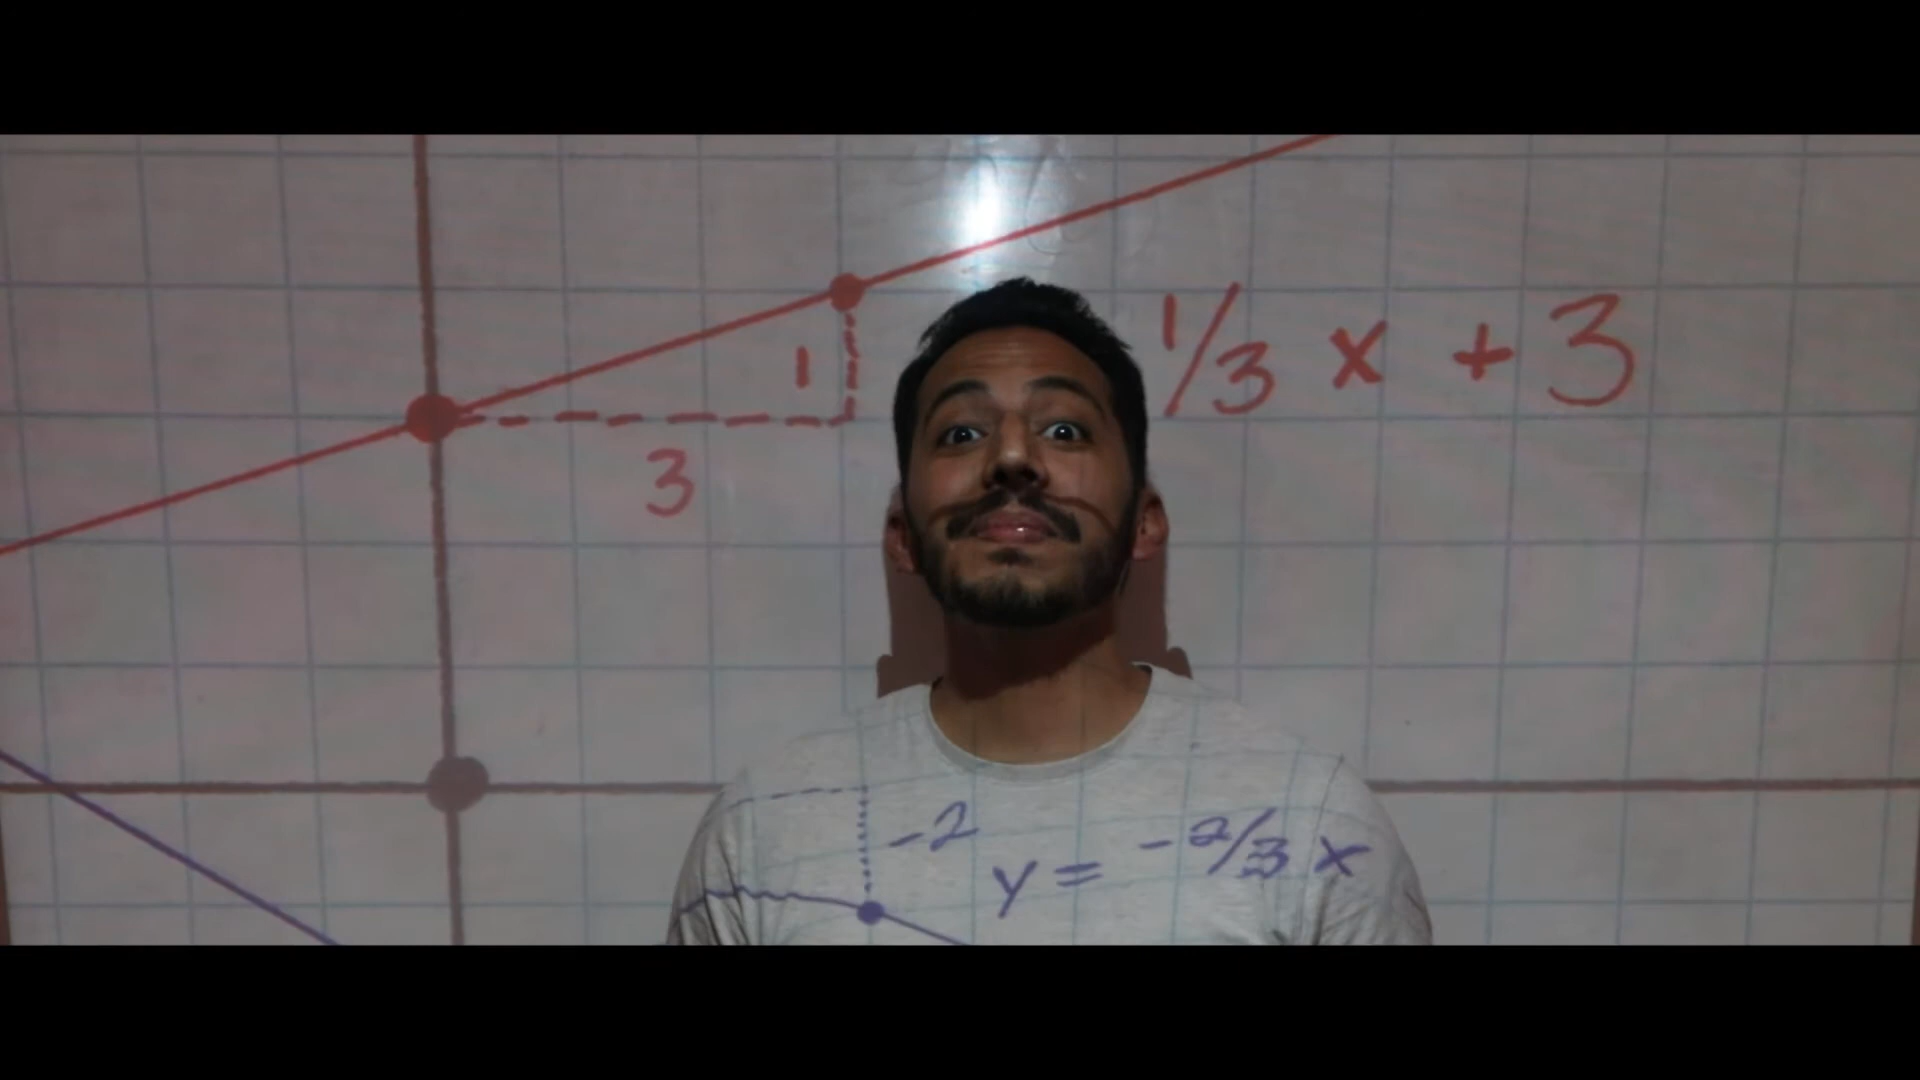 1/3 x + 3
1
3
-2
y = -2/3 x